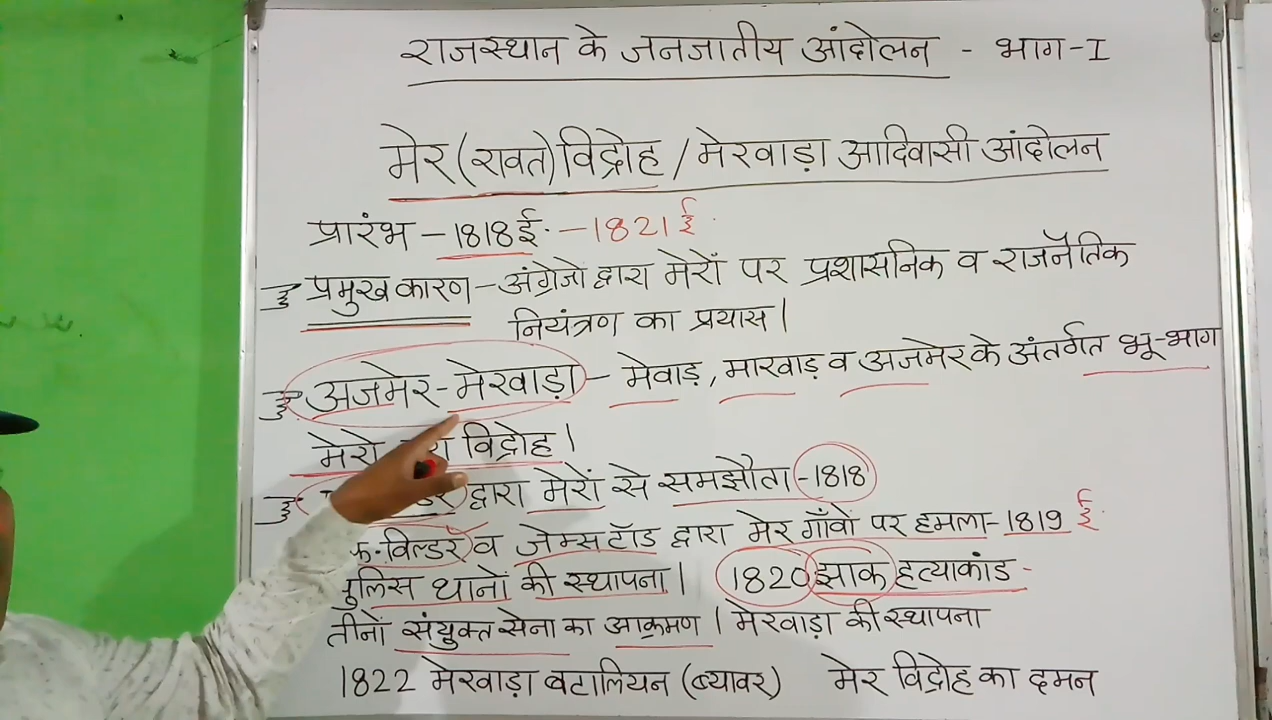 राजस्थान के जनजातीय आंदोलन - भाग-I
मेर (रावत) विद्रोह / मेरवाड़ा आदिवासी आंदोलन
प्रारंभ - 1818ई. - 1821 ई.
प्रमुख कारण - अंग्रेजो द्वारा मेरों पर प्रशासनिक व राजनैतिक
नियंत्रण का प्रयास।
अजमेर-मेरवाड़ा - मेवाड़, मारवाड़ व अजमेर के अंतर्गत भू-भाग
मेरो विद्रोह।
द्वारा मेरों से समझौता - 1818
विल्डर व जेम्स टॉड द्वारा मेर गाँवों पर हमला - 1819 ई.
पुलिस थानों की स्थापना। 1820 झाक हत्याकांड -
तीनों संयुक्त सेना का आक्रमण। मेरवाड़ा की स्थापना
1822 मेरवाड़ा बटालियन (ब्यावर) मेर विद्रोह का दमन